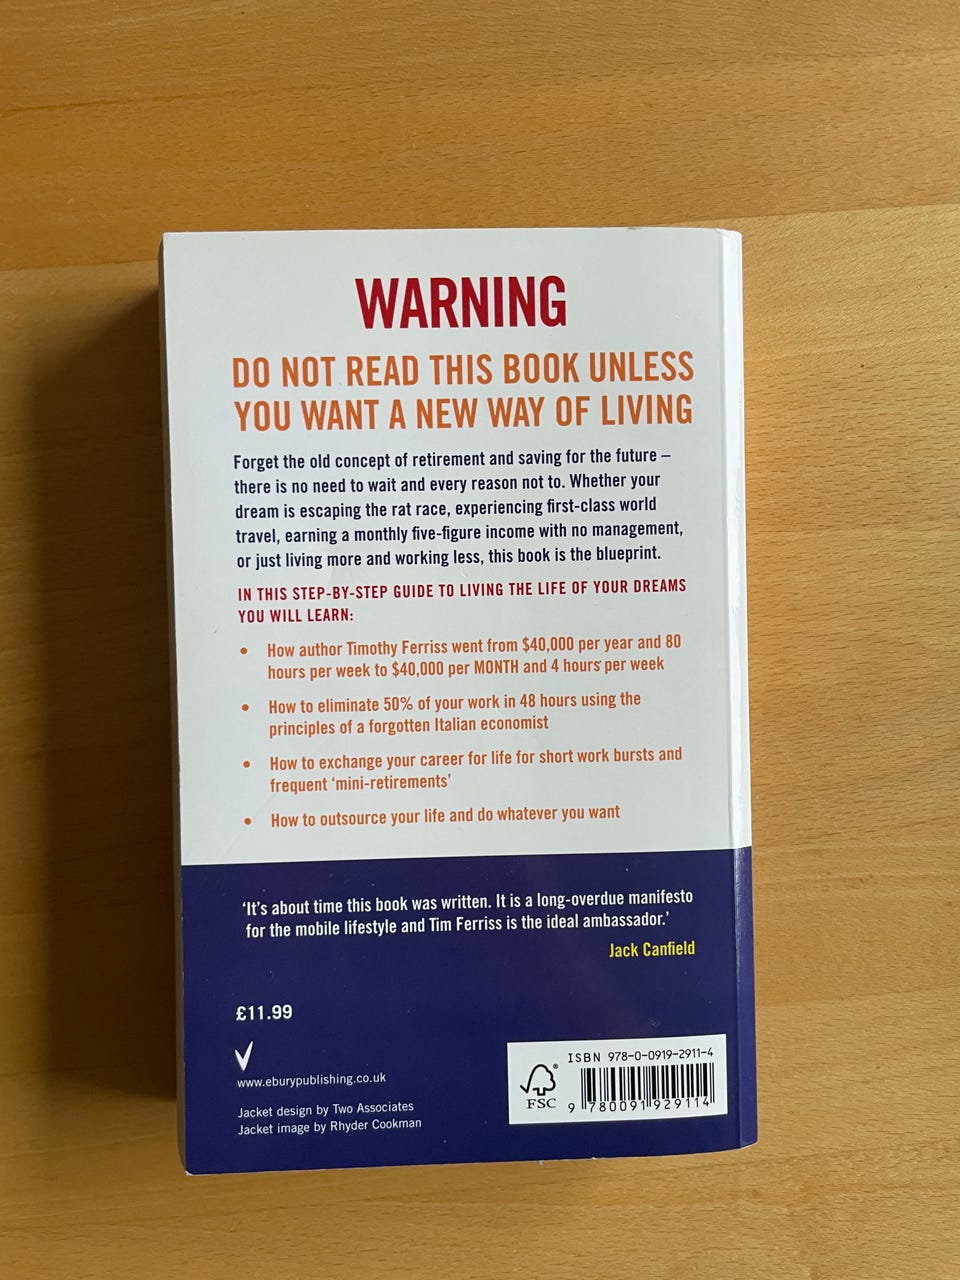 WARNING
DO NOT READ THIS BOOK UNLESS
YOU WANT A NEW WAY OF LIVING
Forget the old concept of retirement and saving for the future –
there is no need to wait and every reason not to. Whether your
dream is escaping the rat race, experiencing first-class world
travel, earning a monthly five-figure income with no management,
or just living more and working less, this book is the blueprint.
IN THIS STEP-BY-STEP GUIDE TO LIVING THE LIFE OF YOUR DREAMS
YOU WILL LEARN:
• How author Timothy Ferriss went from $40,000 per year and 80
hours per week to $40,000 per MONTH and 4 hours per week
• How to eliminate 50% of your work in 48 hours using the
principles of a forgotten Italian economist
• How to exchange your career for life for short work bursts and
frequent ‘mini-retirements’
• How to outsource your life and do whatever you want
‘It’s about time this book was written. It is a long-overdue manifesto
for the mobile lifestyle and Tim Ferriss is the ideal ambassador.’
Jack Canfield
£11.99
www.eburypublishing.co.uk
Jacket design by Two Associates
Jacket image by Rhyder Cookman
FSC®
ISBN 978-0-0919-2911-4
9 780091 929114